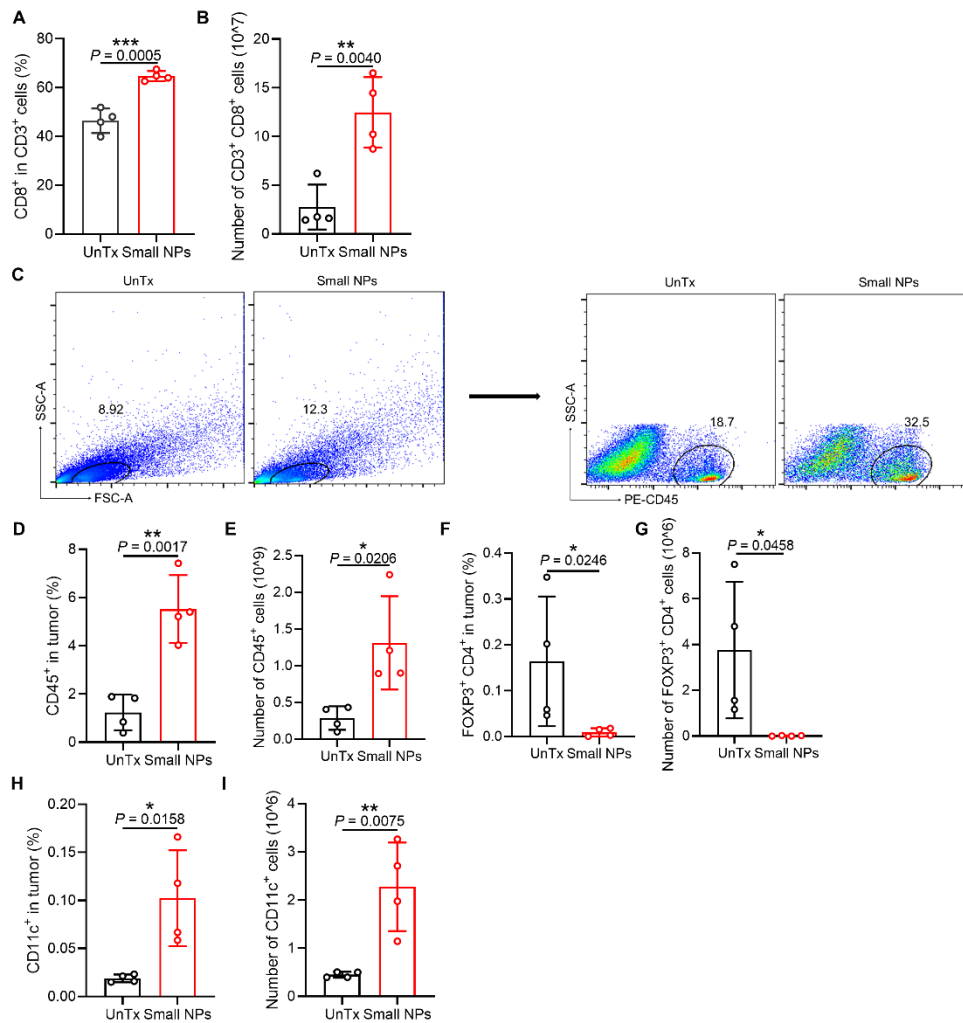 A
CD8⁺ in CD3⁺ cells (%)
80
60
40
20
0
***
P = 0.0005
UnTx Small NPs
B
Number of CD3⁺ CD8⁺ cells (10^7)
20
15
10
5
0
**
P = 0.0040
UnTx Small NPs
C
UnTx
Small NPs
UnTx
Small NPs
SSC-A
FSC-A
8.92
12.3
SSC-A
PE-CD45
18.7
32.5
D
CD45⁺ in tumor (%)
8
6
4
2
0
**
P = 0.0017
UnTx Small NPs
E
Number of CD45⁺ cells (10^9)
2.5
2.0
1.5
1.0
0.5
0.0
*
P = 0.0206
UnTx Small NPs
F
FOXP3⁺ CD4⁺ in tumor (%)
0.4
0.3
0.2
0.1
0.0
*
P = 0.0246
UnTx Small NPs
G
Number of FOXP3⁺ CD4⁺ cells (10^6)
8
6
4
2
0
*
P = 0.0458
UnTx Small NPs
H
CD11c⁺ in tumor (%)
0.20
0.15
0.10
0.05
0.00
*
P = 0.0158
UnTx Small NPs
I
Number of CD11c⁺ cells (10^6)
4
3
2
1
0
**
P = 0.0075
UnTx Small NPs